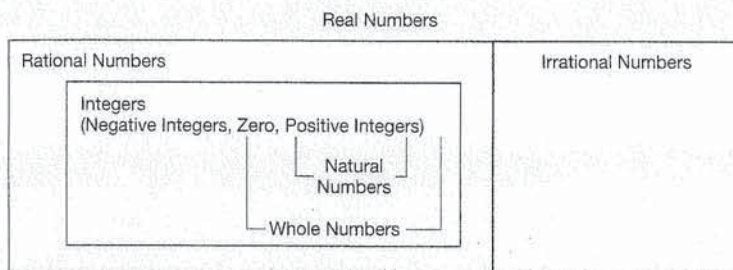 Real Numbers
Rational Numbers
Irrational Numbers
Integers
(Negative Integers, Zero, Positive Integers)
Natural
Numbers
Whole Numbers